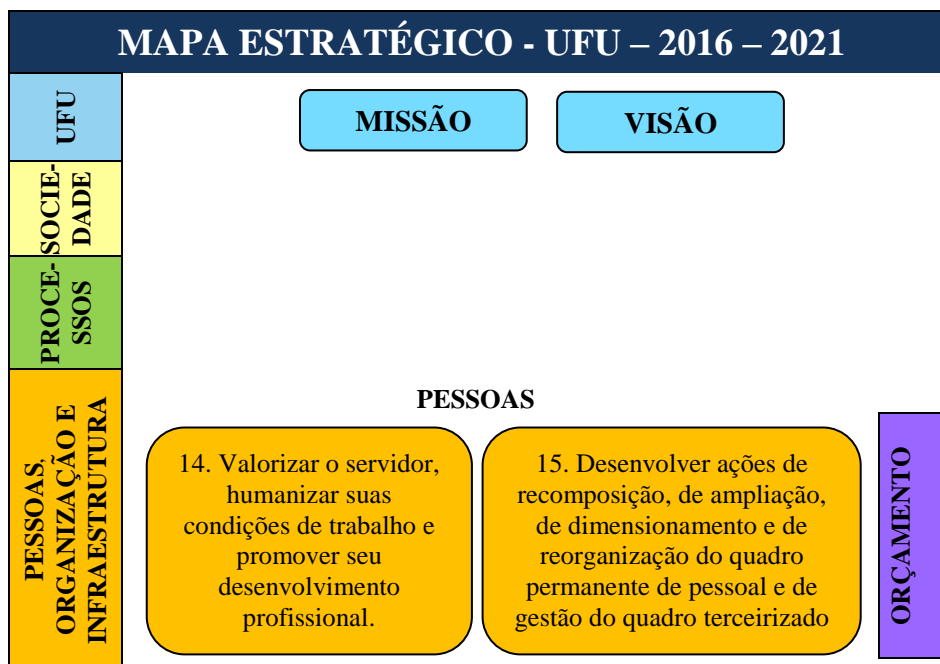 MAPA ESTRATÉGICO - UFU – 2016 – 2021
UFU
MISSÃO
VISÃO
SOCIE-
DADE
PROCE-
SSOS
PESSOAS,
ORGANIZAÇÃO E
INFRAESTRUTURA
PESSOAS
14. Valorizar o servidor,
humanizar suas
condições de trabalho e
promover seu
desenvolvimento
profissional.
15. Desenvolver ações de
recomposição, de ampliação,
de dimensionamento e de
reorganização do quadro
permanente de pessoal e de
gestão do quadro terceirizado
ORÇAMENTO